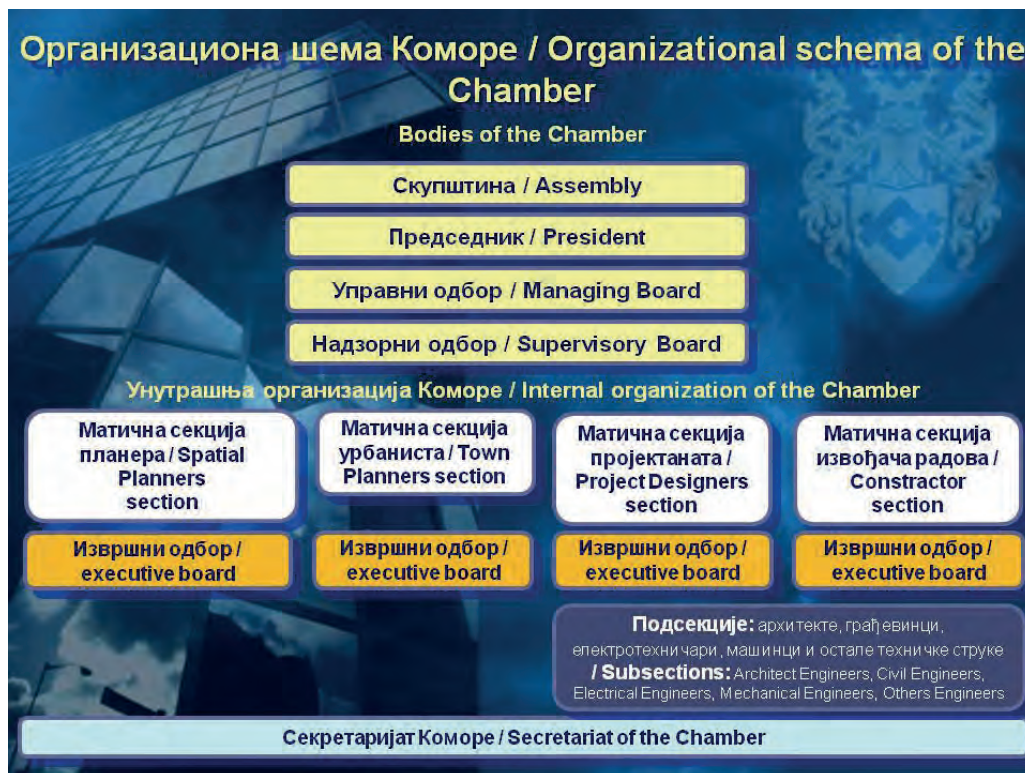 Организациона шема Коморе / Organizational schema of the
Chamber
Bodies of the Chamber
Скупштина / Assembly
Председник / President
Управни одбор / Managing Board
Надзорни одбор / Supervisory Board
Унутрашња организација Коморе / Internal organization of the Chamber
Матична секција
планера / Spatial
Planners
section
Матична секција
урбаниста / Town
Planners section
Матична секција
пројектаната /
Project Designers
section
Матична секција
извођача радова /
Constractor
section
Извршни одбор /
executive board
Извршни одбор /
executive board
Извршни одбор /
executive board
Извршни одбор /
executive board
Подсекције: архитекте, грађевинци,
електротехничари, машинци и остале техничке струке
/ Subsections: Architect Engineers, Civil Engineers,
Electrical Engineers, Mechanical Engineers, Others Engineers
Секретаријат Коморе / Secretariat of the Chamber